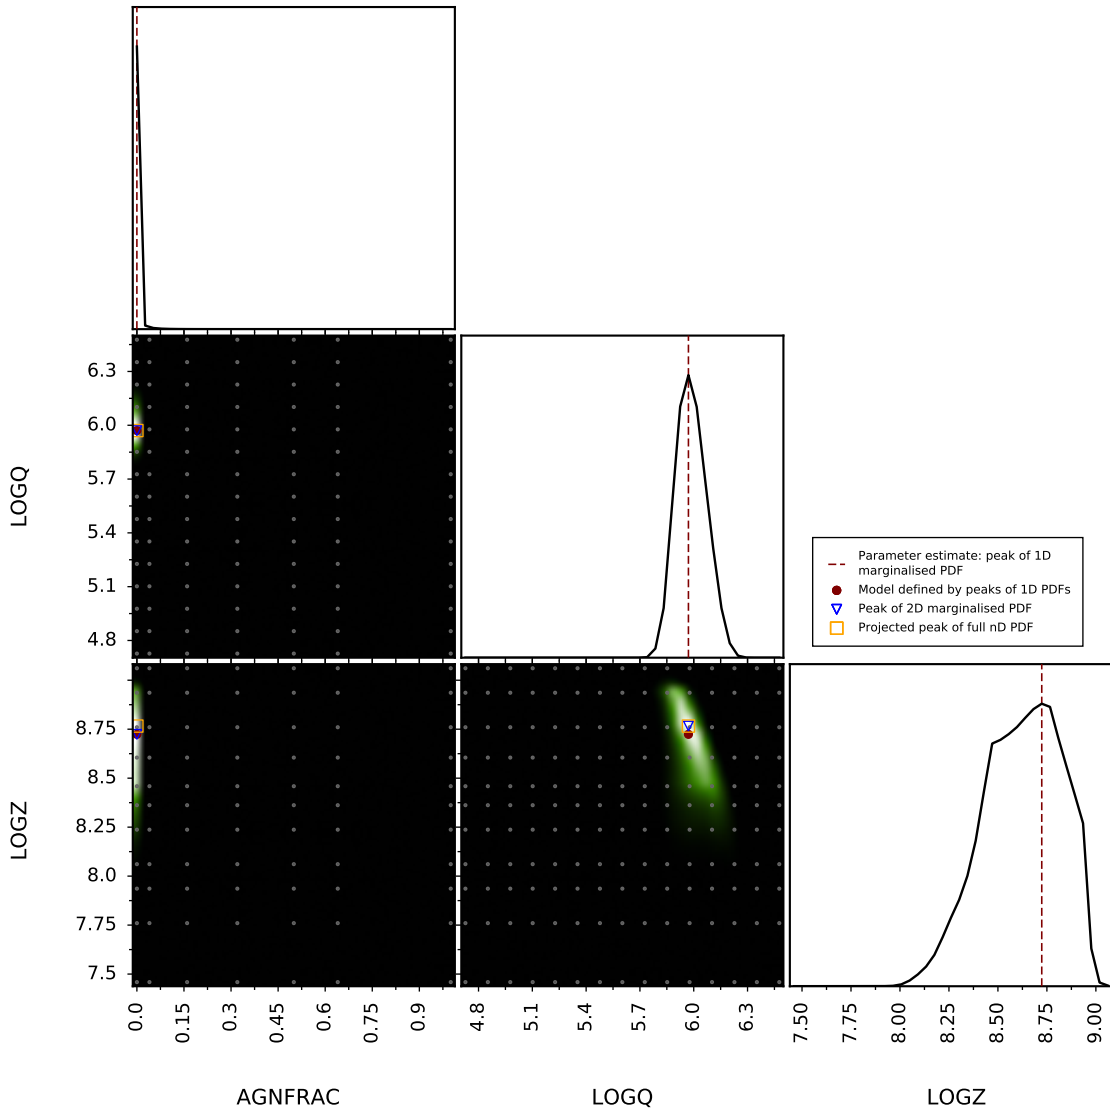 6.3
6.0
5.7
5.4
5.1
4.8
LOGQ
Parameter estimate: peak of 1D
marginalised PDF
Model defined by peaks of 1D PDFs
Peak of 2D marginalised PDF
Projected peak of full nD PDF
8.75
8.5
8.25
8.0
7.75
7.5
LOGZ
0.0 0.15 0.3 0.45 0.6 0.75 0.9
4.8 5.1 5.4 5.7 6.0 6.3
7.50 7.75 8.00 8.25 8.50 8.75 9.00
AGNFRAC LOGQ LOGZ